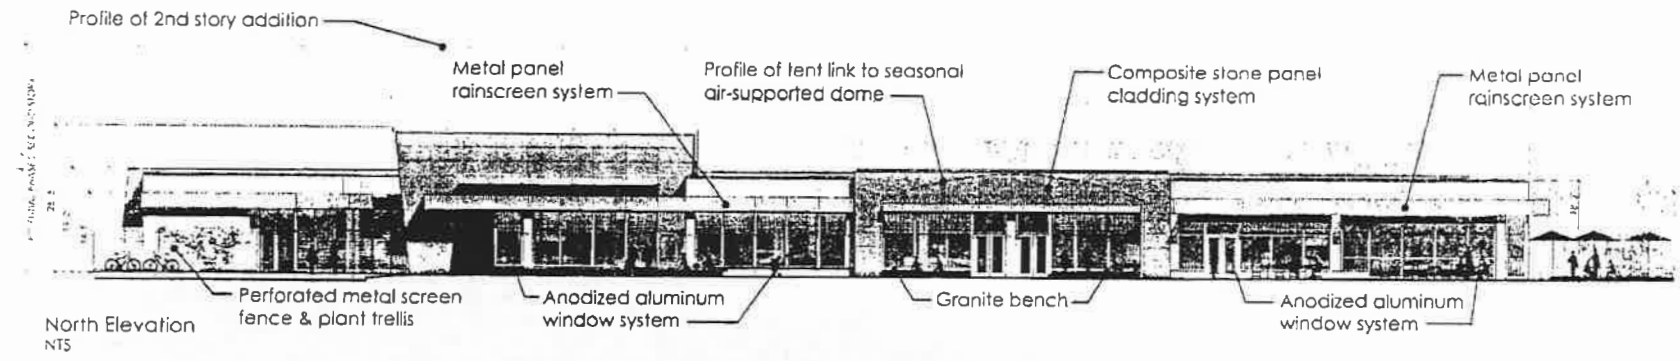 Profile of 2nd story addition
Metal panel
rainscreen system
Profile of tent link to seasonal
air-supported dome
Composite stone panel
cladding system
Metal panel
rainscreen system
Perforated metal screen
fence & plant trellis
Anodized aluminum
window system
Granite bench
Anodized aluminum
window system
North Elevation
NTS